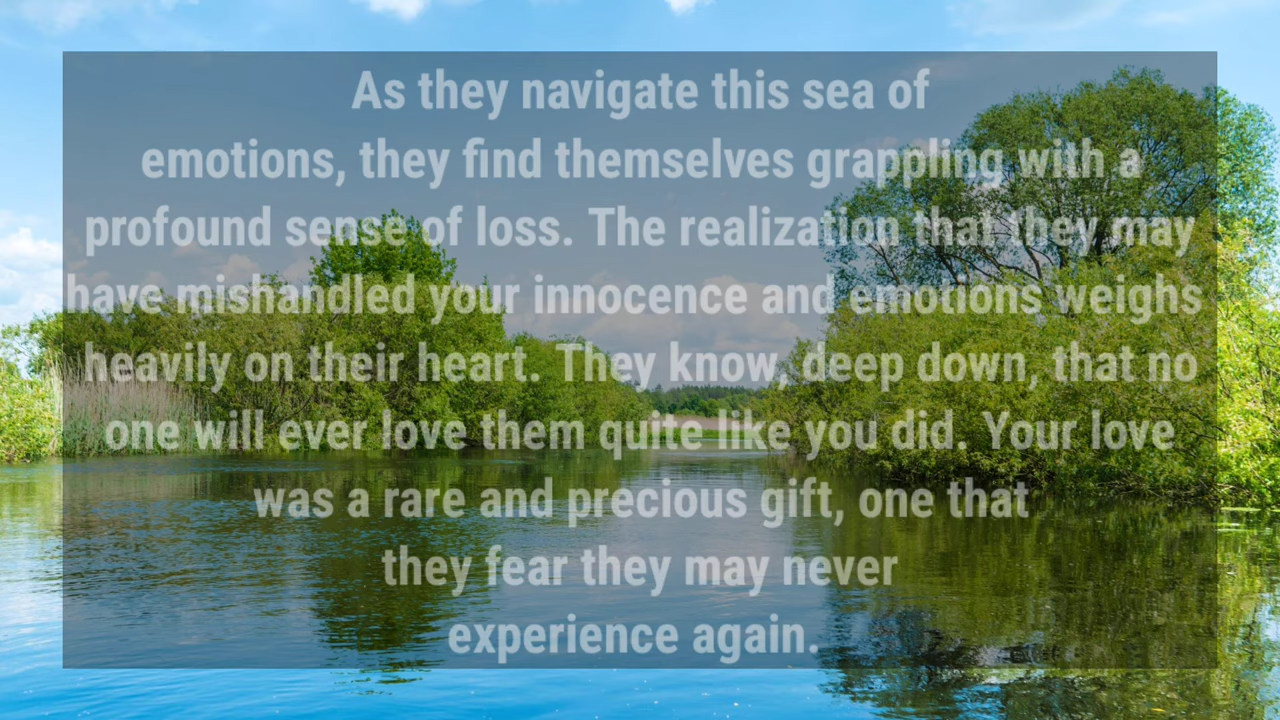 As they navigate this sea of
emotions, they find themselves grappling with a
profound sense of loss. The realization that they may
have mishandled your innocence and emotions weighs
heavily on their heart. They know, deep down, that no
one will ever love them quite like you did. Your love
was a rare and precious gift, one that
they fear they may never
experience again.